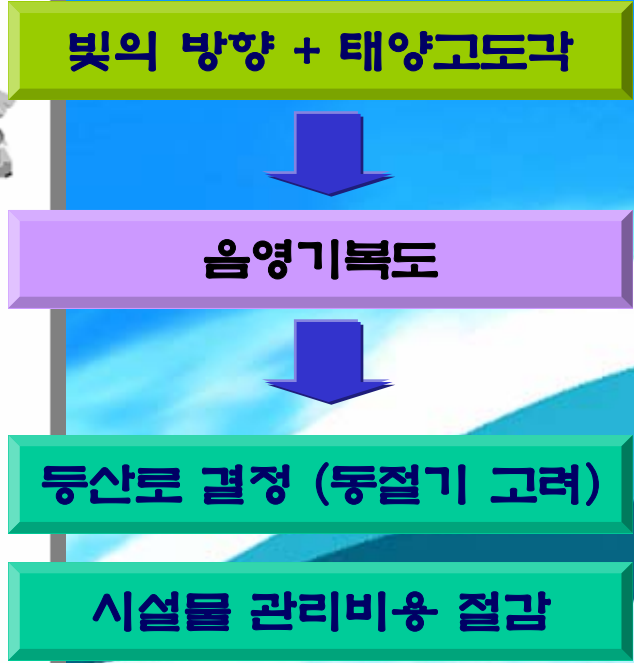 빛의 방향 + 태양고도각
음영기복도
등산로 결정 (동절기 고려)
시설물 관리비용 절감